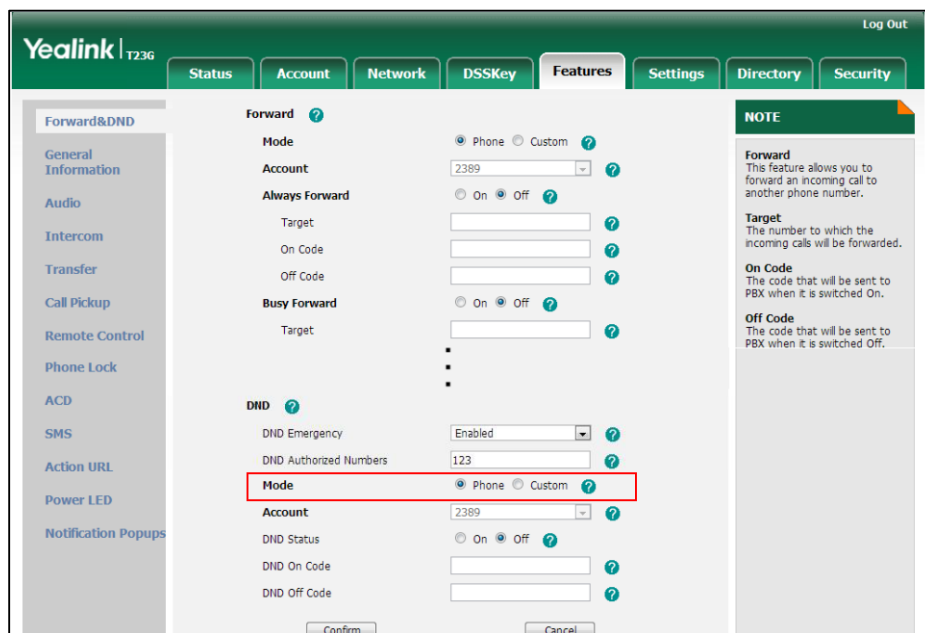 Log Out
Yealink T23G
Status Account Network DSSKey Features Settings Directory Security
Forward&DND
General
Information
Audio
Intercom
Transfer
Call Pickup
Remote Control
Phone Lock
ACD
SMS
Action URL
Power LED
Notification Popups
Forward ?
Mode Phone Custom ?
Account 2389 ?
Always Forward On Off ?
Target ?
On Code ?
Off Code ?
Busy Forward On Off ?
Target ?
DND ?
DND Emergency Enabled ?
DND Authorized Numbers 123 ?
Mode Phone Custom ?
Account 2389 ?
DND Status On Off ?
DND On Code ?
DND Off Code ?
Confirm Cancel
NOTE
Forward
This feature allows you to
forward an incoming call to
another phone number.
Target
The number to which the
incoming calls will be forwarded.
On Code
The code that will be sent to
PBX when it is switched On.
Off Code
The code that will be sent to
PBX when it is switched Off.